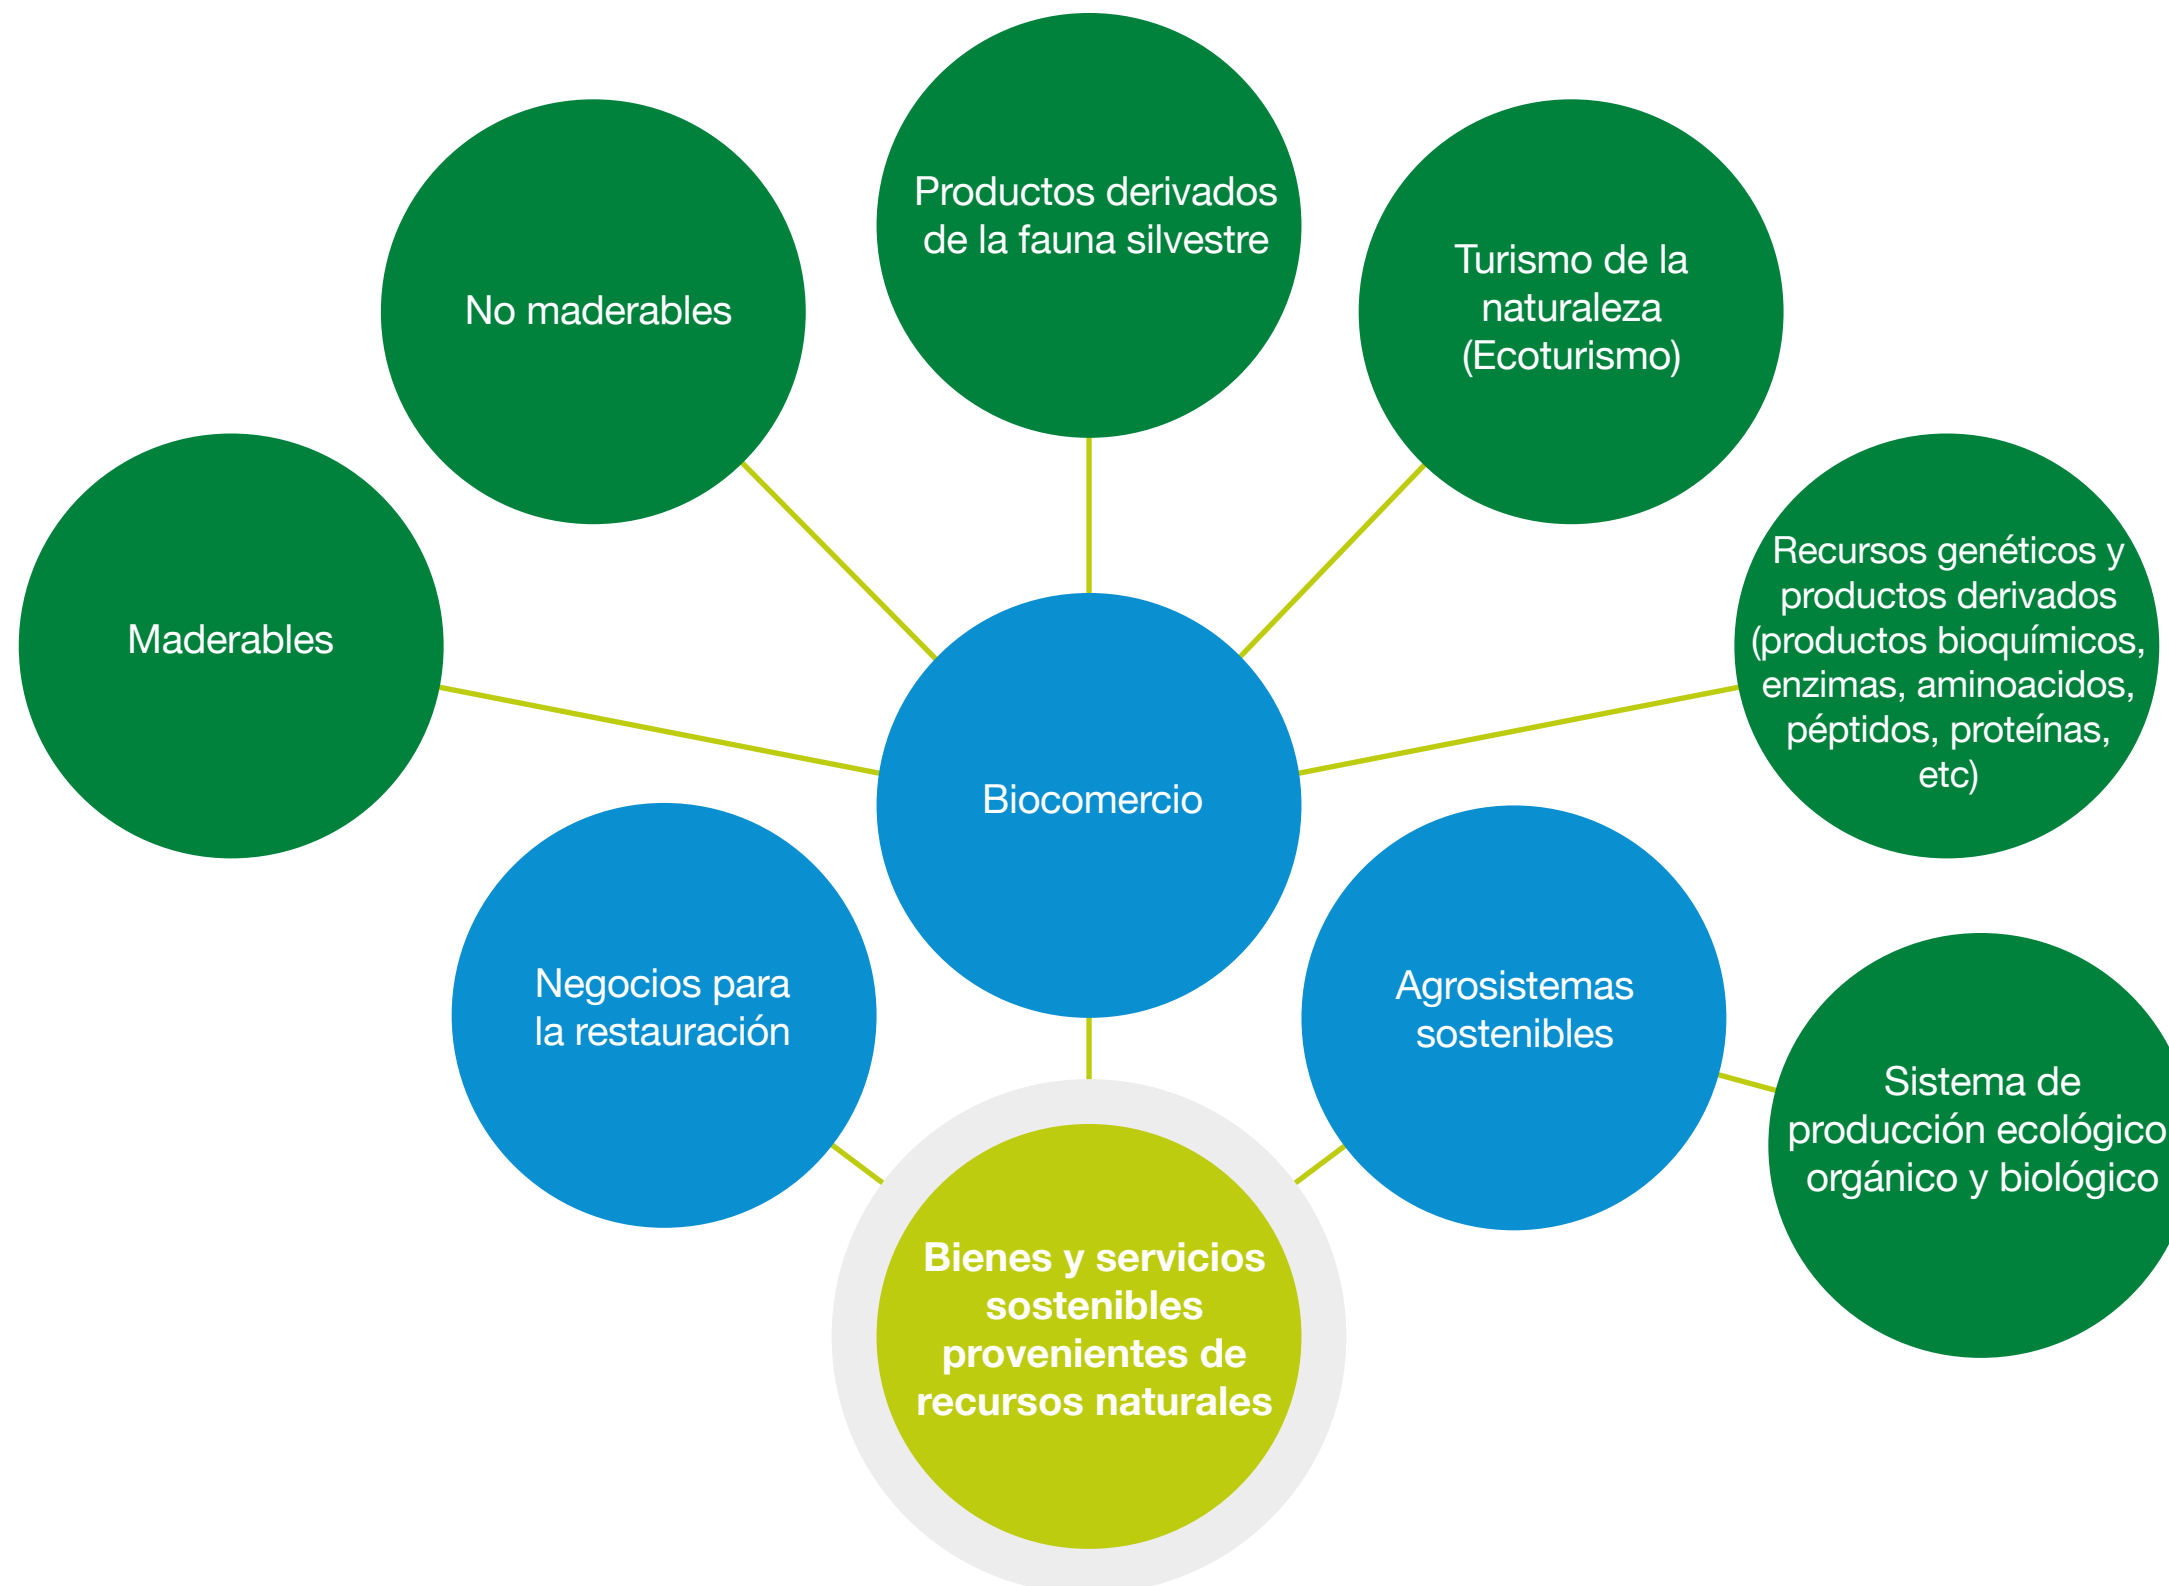 Productos derivados
de la fauna silvestre
No maderables
Turismo de la
naturaleza
(Ecoturismo)
Maderables
Recursos genéticos y
productos derivados
(productos bioquímicos,
enzimas, aminoacidos,
péptidos, proteínas,
etc)
Biocomercio
Negocios para
la restauración
Agrosistemas
sostenibles
Sistema de
producción ecológico
orgánico y biológico
Bienes y servicios
sostenibles
provenientes de
recursos naturales